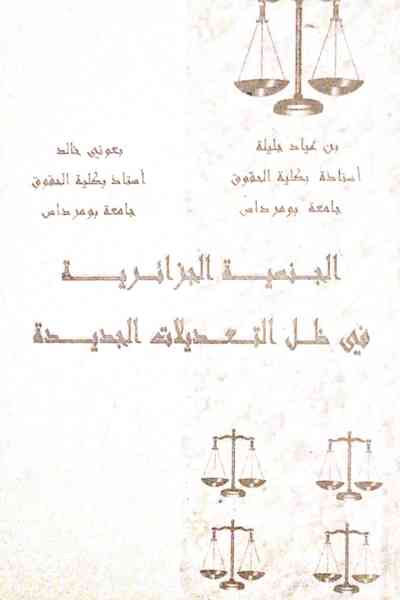 بن عياد جليلة
أستاذة بكلية الحقوق
جامعة بومرداس
بعوني خالد
أستاذ بكلية الحقوق
جامعة بومرداس
الجنسية الجزائرية
في ظل التعديلات الجديدة